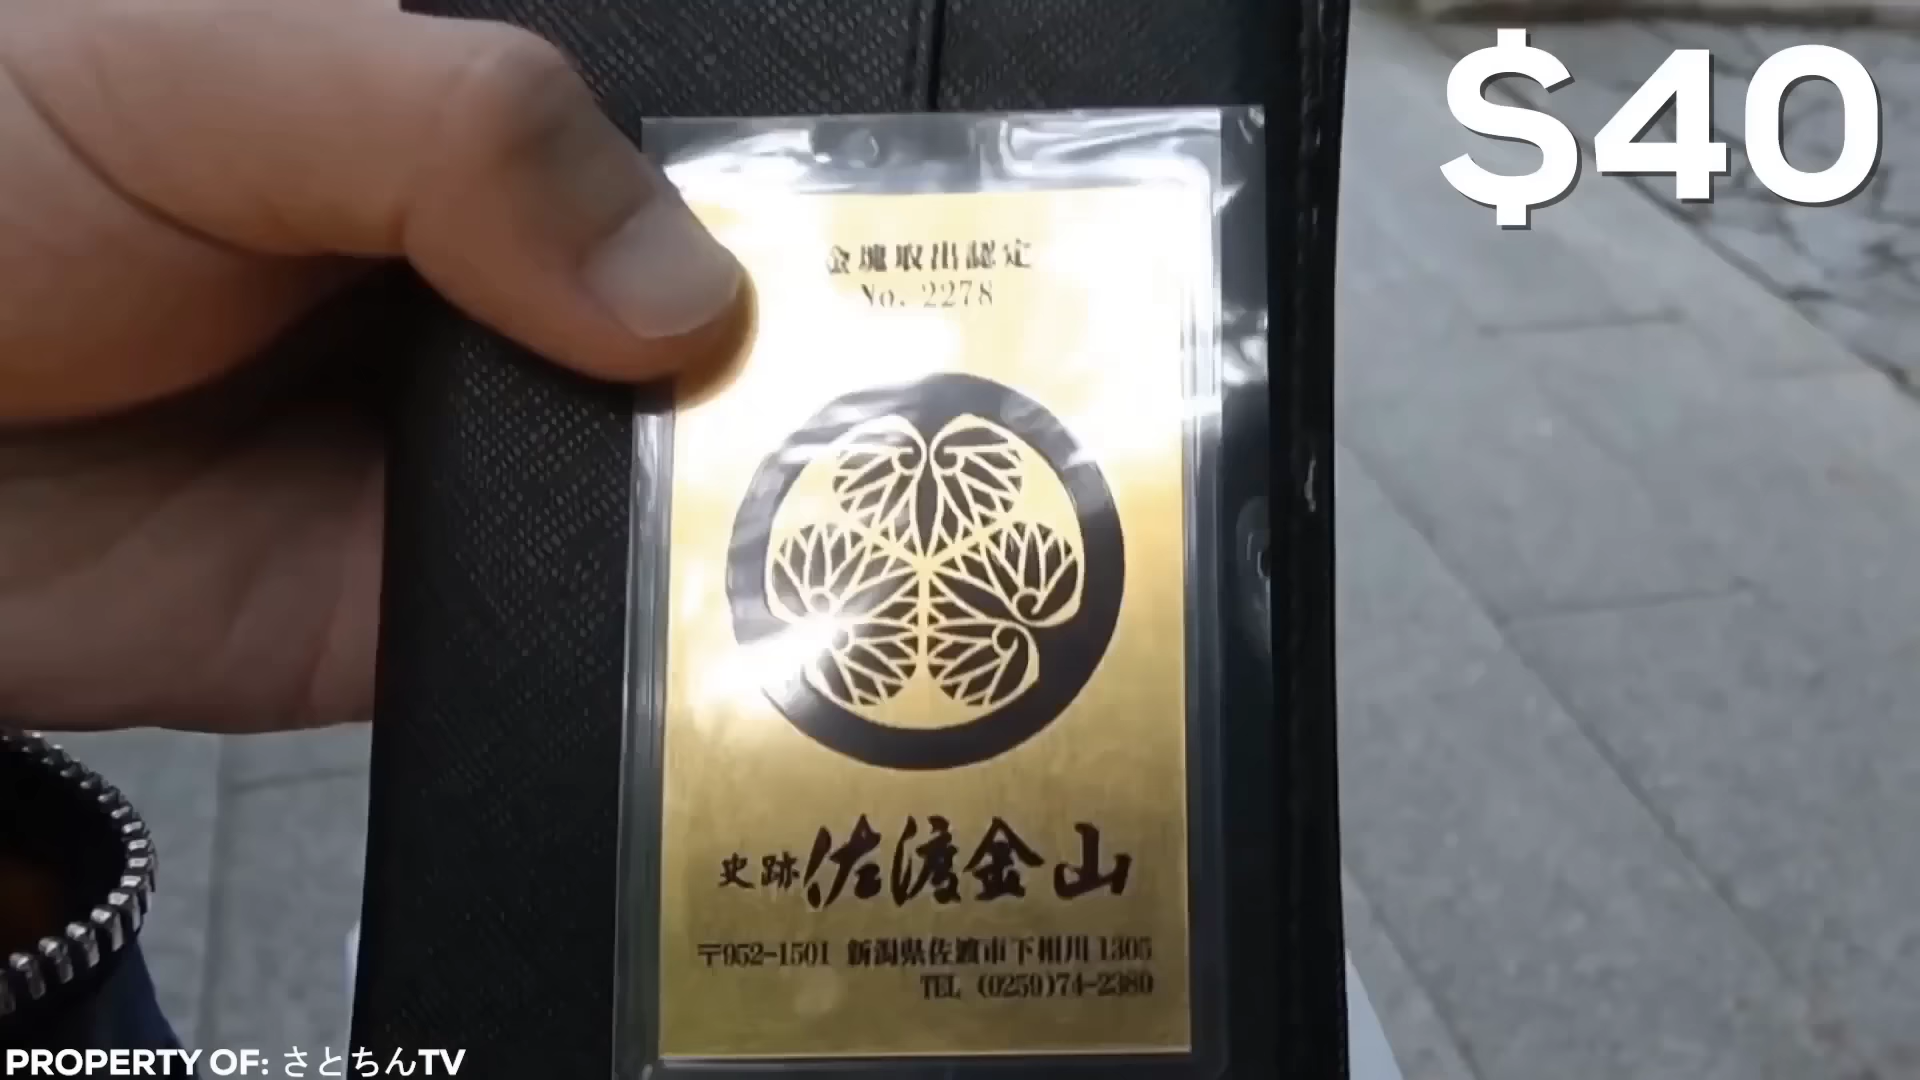 $40
金塊取出認定
No. 2278
史跡 佐渡金山
〒952-1501 新潟県佐渡市下相川1305
TEL (0259)74-2389
PROPERTY OF: さとちんTV